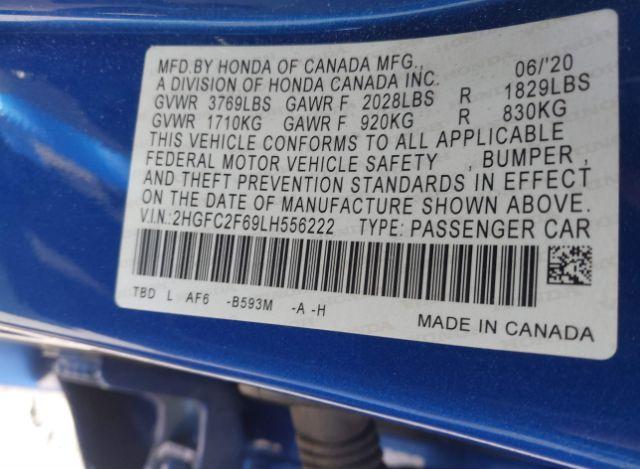 MFD.BY HONDA OF CANADA MFG., 06/'20
A DIVISION OF HONDA CANADA INC.
GVWR 3769LBS GAWR F 2028LBS R 1829LBS
GVWR 1710KG GAWR F 920KG R 830KG
THIS VEHICLE CONFORMS TO ALL APPLICABLE
FEDERAL MOTOR VEHICLE SAFETY , BUMPER ,
AND THEFT PREVENTION STANDARDS IN EFFECT
ON THE DATE OF MANUFACTURE SHOWN ABOVE.
V.I.N.:2HGFC2F69LH556222 TYPE: PASSENGER CAR
TBD L AF6 -B593M -A -H
MADE IN CANADA